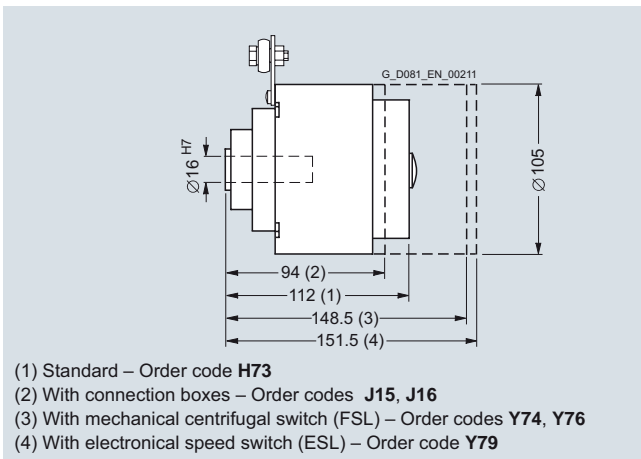 G_D081_EN_00211
∅16 H7
∅105
94 (2)
112 (1)
148.5 (3)
151.5 (4)
(1) Standard – Order code H73
(2) With connection boxes – Order codes J15, J16
(3) With mechanical centrifugal switch (FSL) – Order codes Y74, Y76
(4) With electronical speed switch (ESL) – Order code Y79